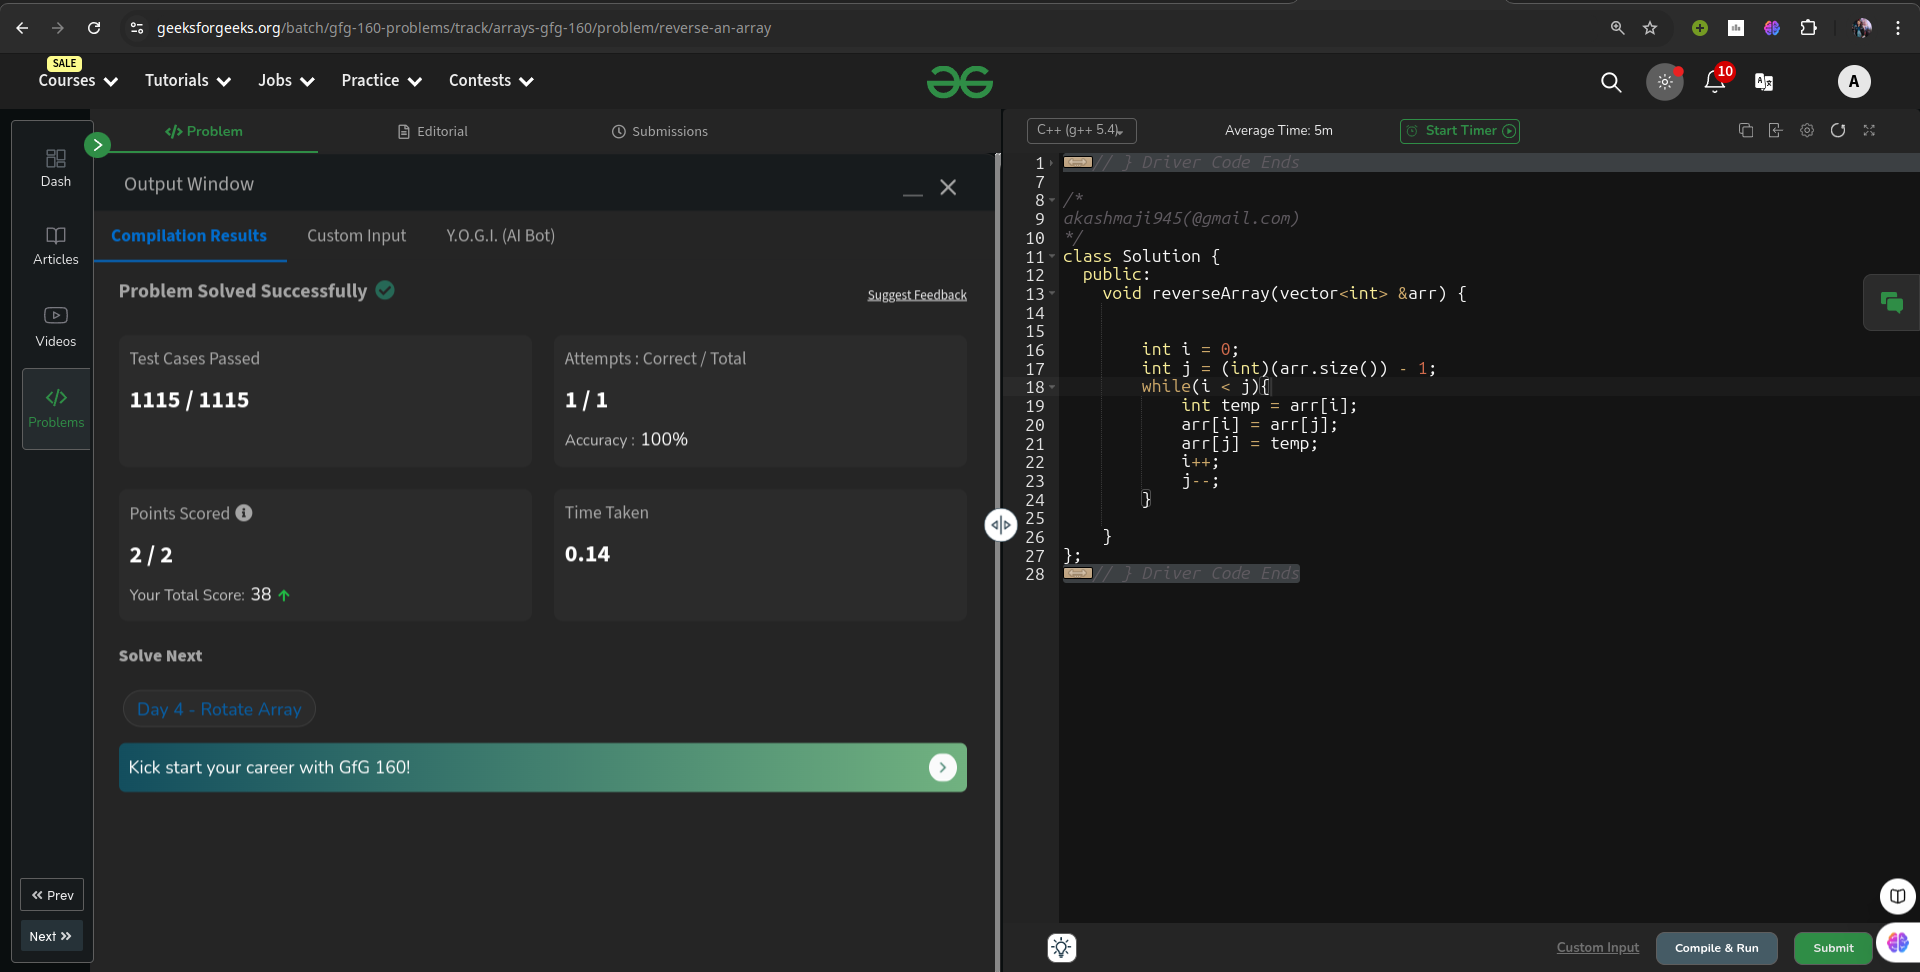 geeksforgeeks.org/batch/gfg-160-problems/track/arrays-gfg-160/problem/reverse-an-array
SALE
Courses Tutorials Jobs Practice Contests
10
A
Dash
Articles
Videos
Problems
Prev
Next
Problem Editorial Submissions
Output Window
Compilation Results Custom Input Y.O.G.I. (AI Bot)
Problem Solved Successfully
Suggest Feedback
Test Cases Passed
1115 / 1115
Attempts : Correct / Total
1 / 1
Accuracy : 100%
Points Scored
2 / 2
Your Total Score: 38
Time Taken
0.14
Solve Next
Day 4 - Rotate Array
Kick start your career with GfG 160!
C++ (g++ 5.4) Average Time: 5m Start Timer
1 // } Driver Code Ends
7
8 /*
9 akashmaji945(@gmail.com)
10 */
11 class Solution {
12 public:
13 void reverseArray(vector<int> &arr) {
14
15
16 int i = 0;
17 int j = (int)(arr.size()) - 1;
18 while(i < j){
19 int temp = arr[i];
20 arr[i] = arr[j];
21 arr[j] = temp;
22 i++;
23 j--;
24 }
25
26 }
27 };
28 // } Driver Code Ends
Custom Input Compile & Run Submit